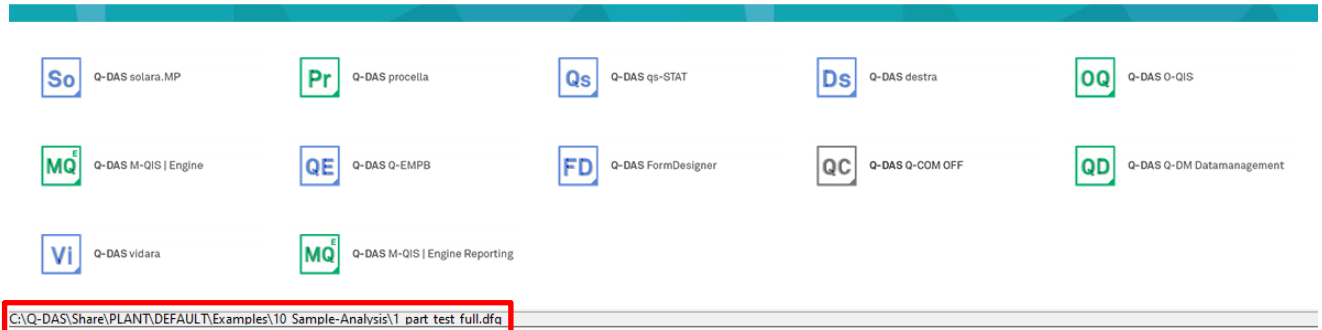 So Q-DAS solara.MP
Pr Q-DAS procella
Qs Q-DAS qs-STAT
Ds Q-DAS destra
OQ Q-DAS O-QIS
MQ E Q-DAS M-QIS | Engine
QE Q-DAS Q-EMPB
FD Q-DAS FormDesigner
QC Q-DAS Q-COM OFF
QD Q-DAS Q-DM Datamanagement
Vi Q-DAS vidara
MQ E Q-DAS M-QIS | Engine Reporting
C:\Q-DAS\Share\PLANT\DEFAULT\Examples\10_Sample-Analysis\1_part_test_full.dfq